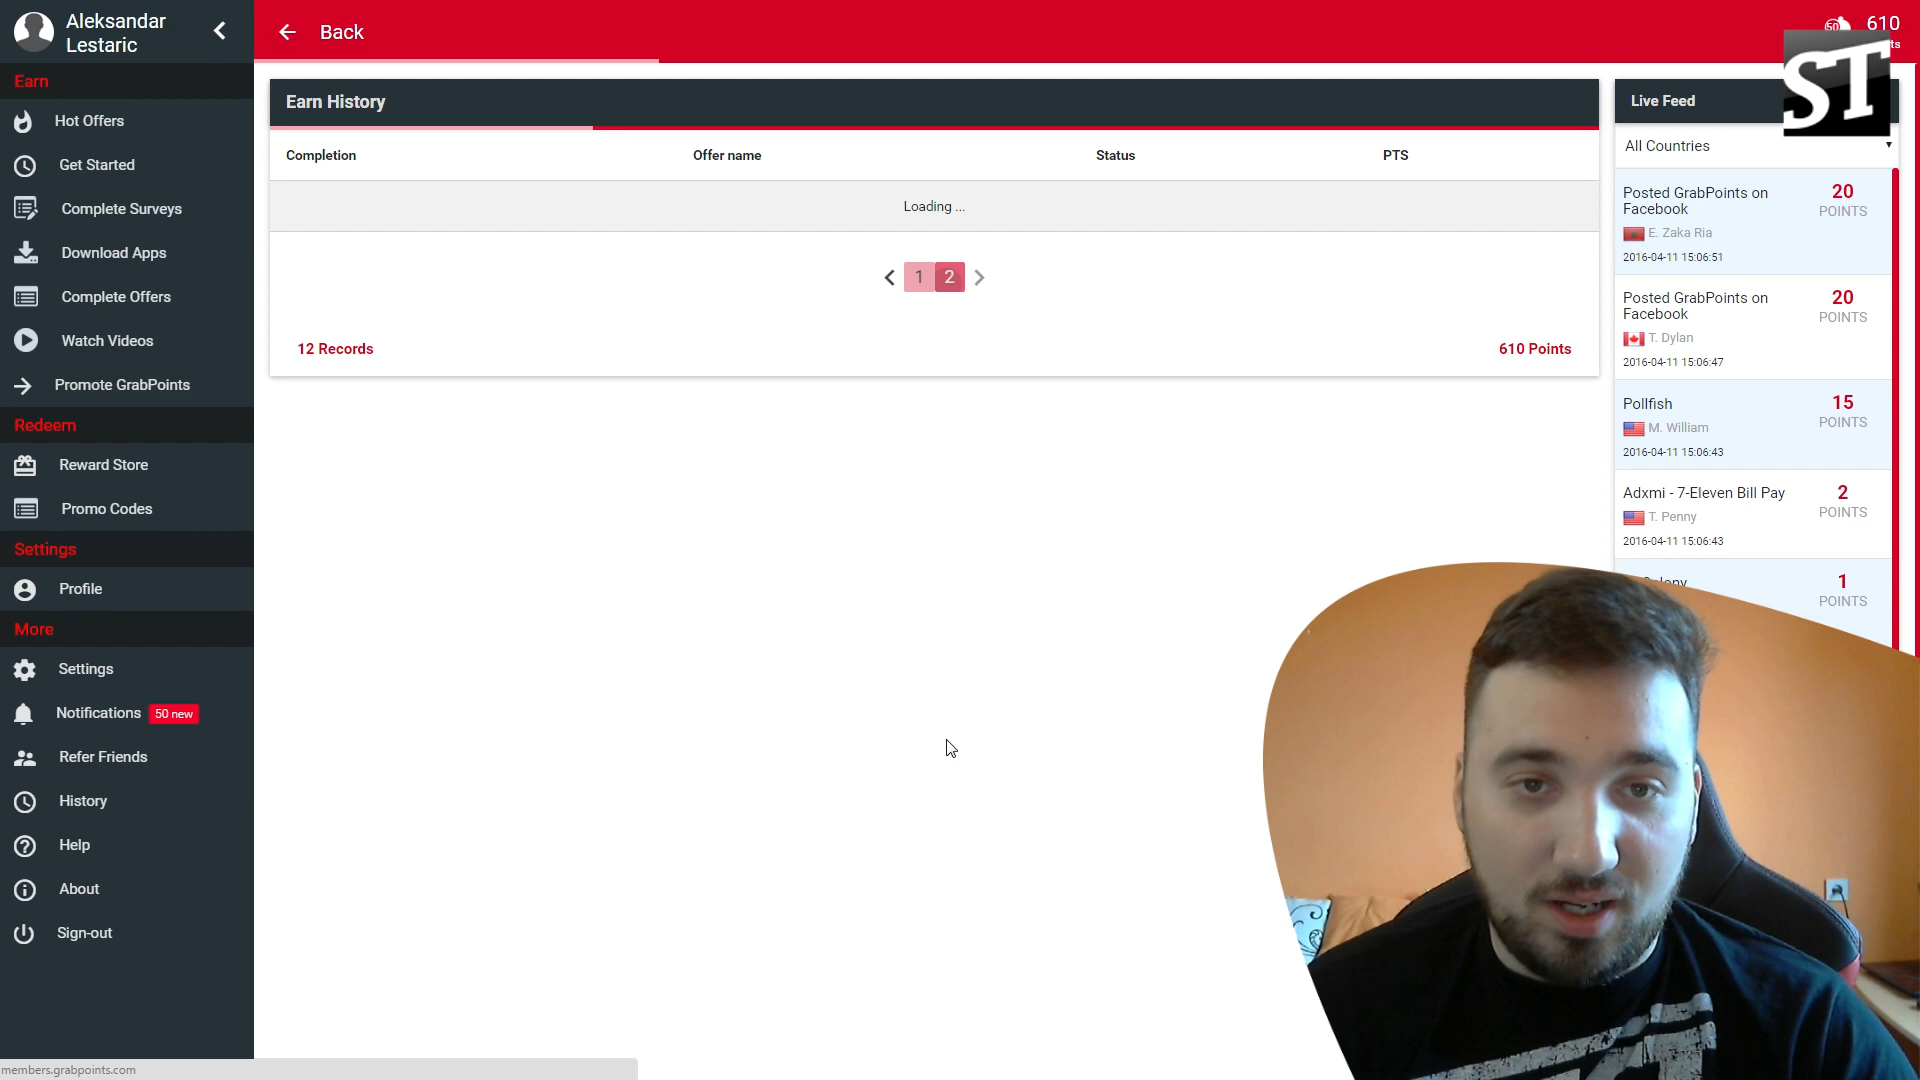 Aleksandar
Lestaric
Earn
Hot Offers
Get Started
Complete Surveys
Download Apps
Complete Offers
Watch Videos
Promote GrabPoints
Redeem
Reward Store
Promo Codes
Settings
Profile
More
Settings
Notifications 50 new
Refer Friends
History
Help
About
Sign-out
members.grabpoints.com
Back
610
ST
Earn History
Completion Offer name Status PTS
Loading ...
1 2
12 Records 610 Points
Live Feed
All Countries
Posted GrabPoints on
Facebook
20
POINTS
E. Zaka Ria
2016-04-11 15:06:51
Posted GrabPoints on
Facebook
20
POINTS
T. Dylan
2016-04-11 15:06:47
Pollfish
15
POINTS
M. William
2016-04-11 15:06:43
Adxmi - 7-Eleven Bill Pay
2
POINTS
T. Penny
2016-04-11 15:06:43
1
POINTS